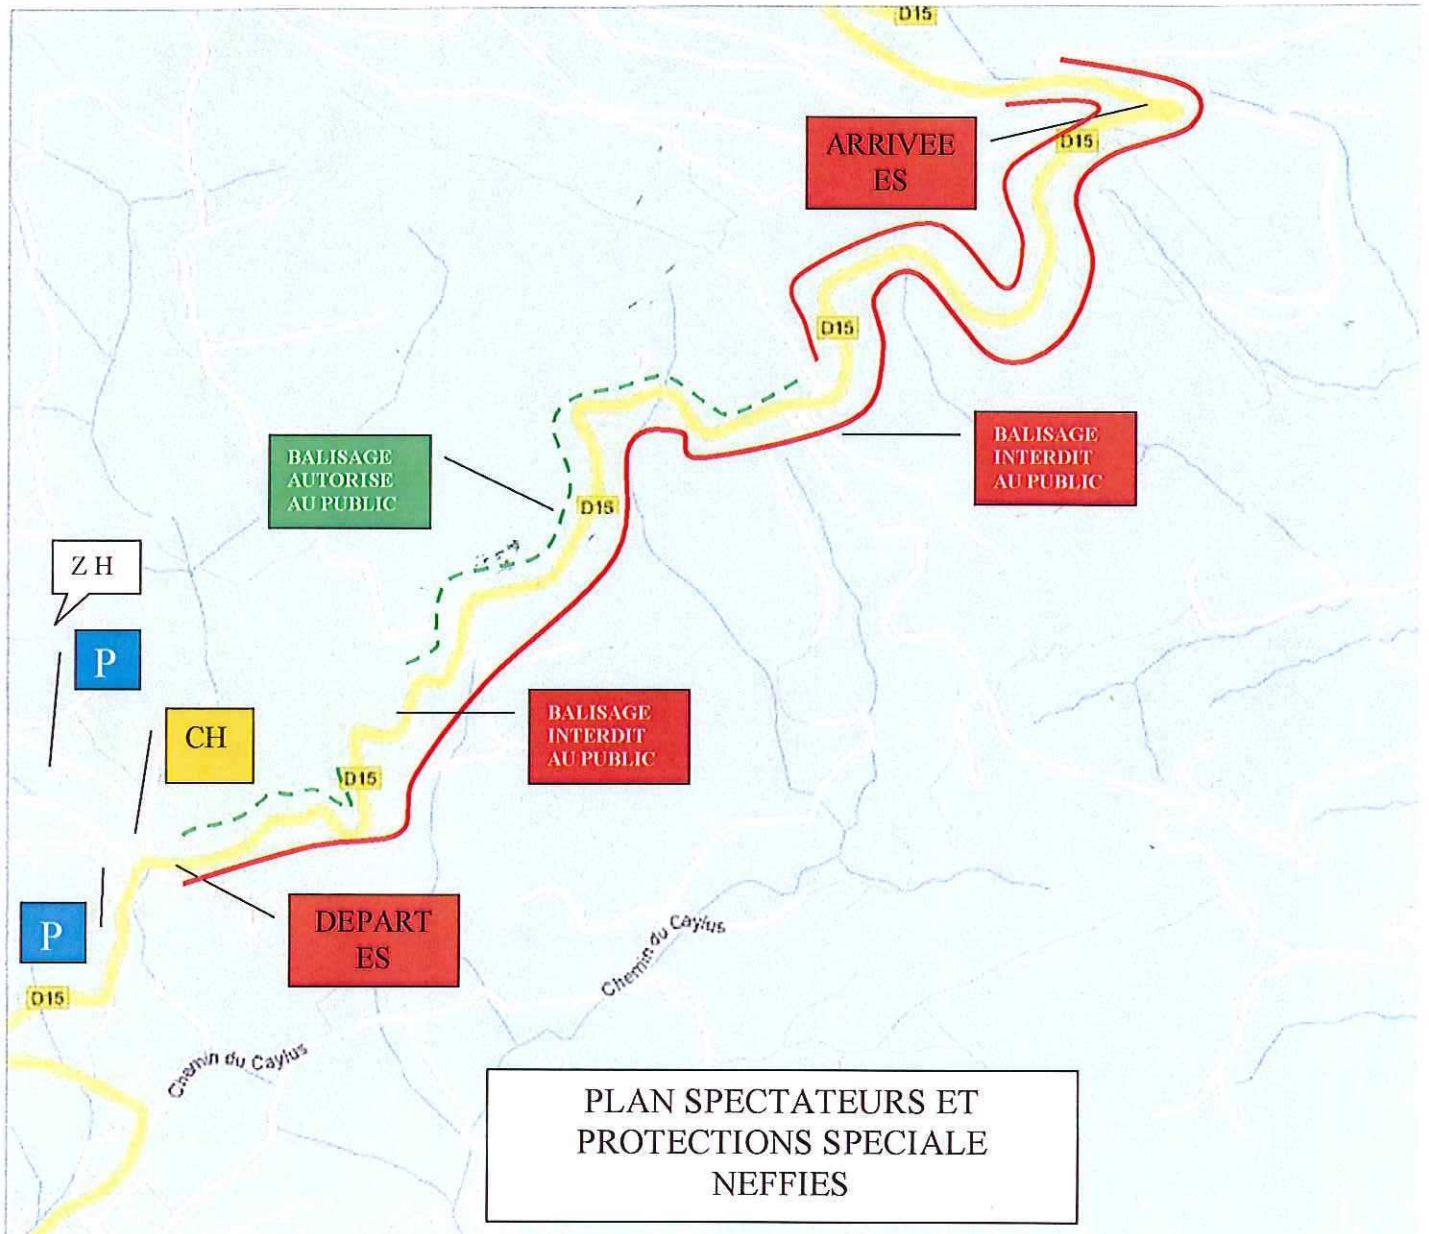 D15
ARRIVEE
ES
D15
D15
BALISAGE
INTERDIT
AU PUBLIC
BALISAGE
AUTORISE
AU PUBLIC
D15
Z H
P
CH
BALISAGE
INTERDIT
AU PUBLIC
D15
P
DEPART
ES
D15
Chemin du Caylus
Chemin du Caylus
PLAN SPECTATEURS ET
PROTECTIONS SPECIALE
NEFFIES